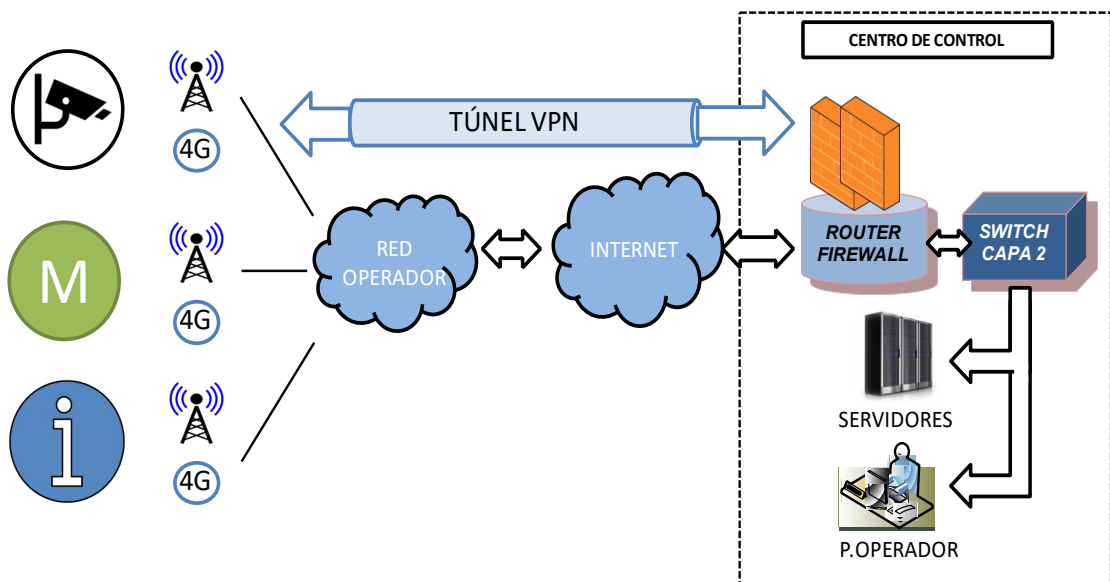 CENTRO DE CONTROL
4G
TÚNEL VPN
M
4G
RED
OPERADOR
INTERNET
ROUTER
FIREWALL
SWITCH
CAPA 2
i
4G
SERVIDORES
P.OPERADOR